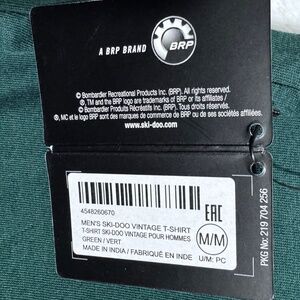 A BRP BRAND
BRP
© Bombardier Recreational Products Inc. (BRP). All rights reserved.
®, TM and the BRP logo are trademarks of BRP or its affiliates /
© Bombardier Produits Récréatifs Inc. (BRP). Tous droits réservés.
®, MC et le logo BRP sont des marques de commerce de BRP ou de ses sociétés affiliées.
www.ski-doo.com
4548260670
MEN'S SKI-DOO VINTAGE T-SHIRT
T-SHIRT SKI-DOO VINTAGE POUR HOMMES
GREEN / VERT
MADE IN INDIA / FABRIQUÉ EN INDE
EAC
M/M
U/M: PC
PKG No: 219 704 256